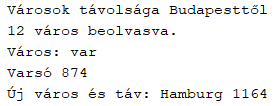 Városok távolsága Budapesttől
12 város beolvasva.
Város: var
Varsó 874
Új város és táv: Hamburg 1164